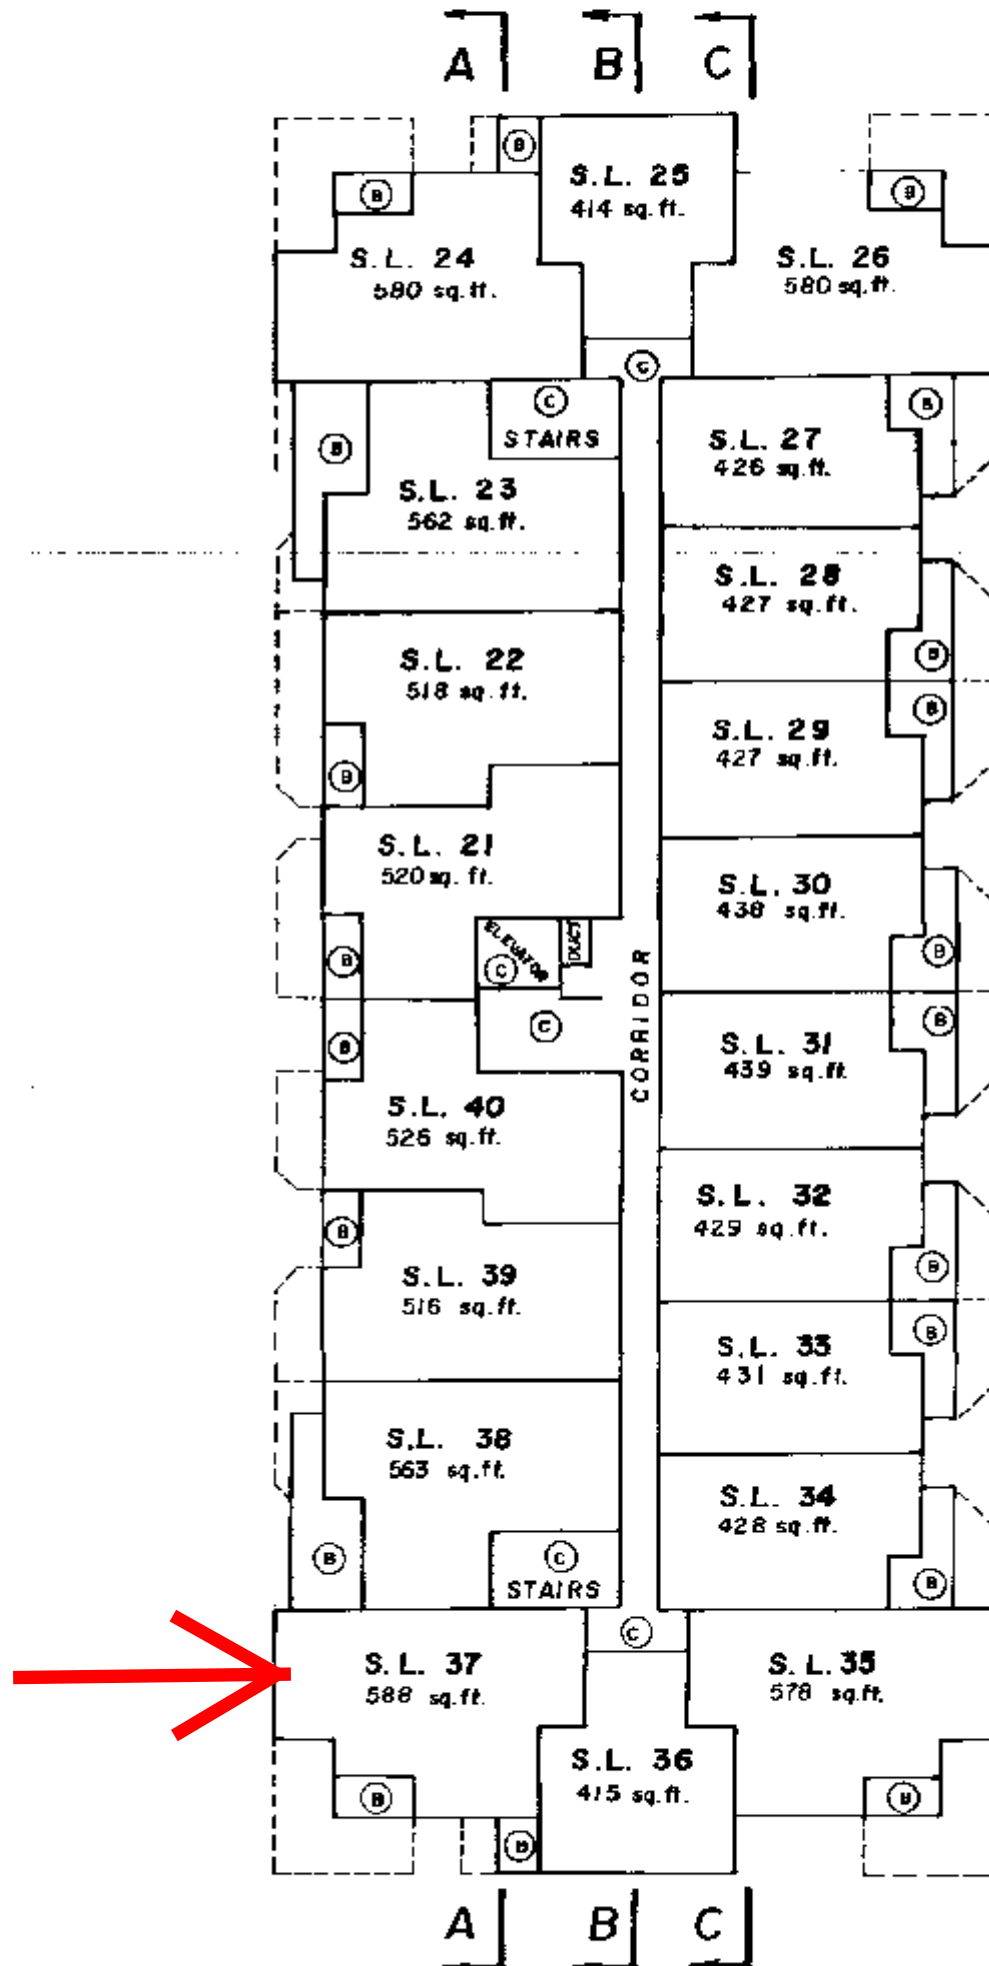 A B C
B
S.L. 25
414 sq.ft.
B
B
S.L. 24
580 sq.ft.
S.L. 26
580 sq.ft.
C
C
STAIRS
B
B
S.L. 27
426 sq.ft.
S.L. 23
562 sq.ft.
S.L. 28
427 sq.ft.
B
S.L. 22
518 sq.ft.
B
B
S.L. 29
427 sq.ft.
S.L. 21
520 sq.ft.
S.L. 30
438 sq.ft.
B
ELEVATOR
C
DUCT
B
CORRIDOR
C
B
B
S.L. 31
439 sq.ft.
S.L. 40
526 sq.ft.
S.L. 32
429 sq.ft.
B
B
S.L. 39
516 sq.ft.
B
S.L. 33
431 sq.ft.
S.L. 38
563 sq.ft.
S.L. 34
428 sq.ft.
B
C
STAIRS
B
C
S.L. 37
588 sq.ft.
S.L. 35
578 sq.ft.
S.L. 36
415 sq.ft.
B
B
B
A B C